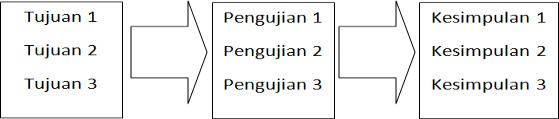 Tujuan 1
Tujuan 2
Tujuan 3
Pengujian 1
Pengujian 2
Pengujian 3
Kesimpulan 1
Kesimpulan 2
Kesimpulan 3